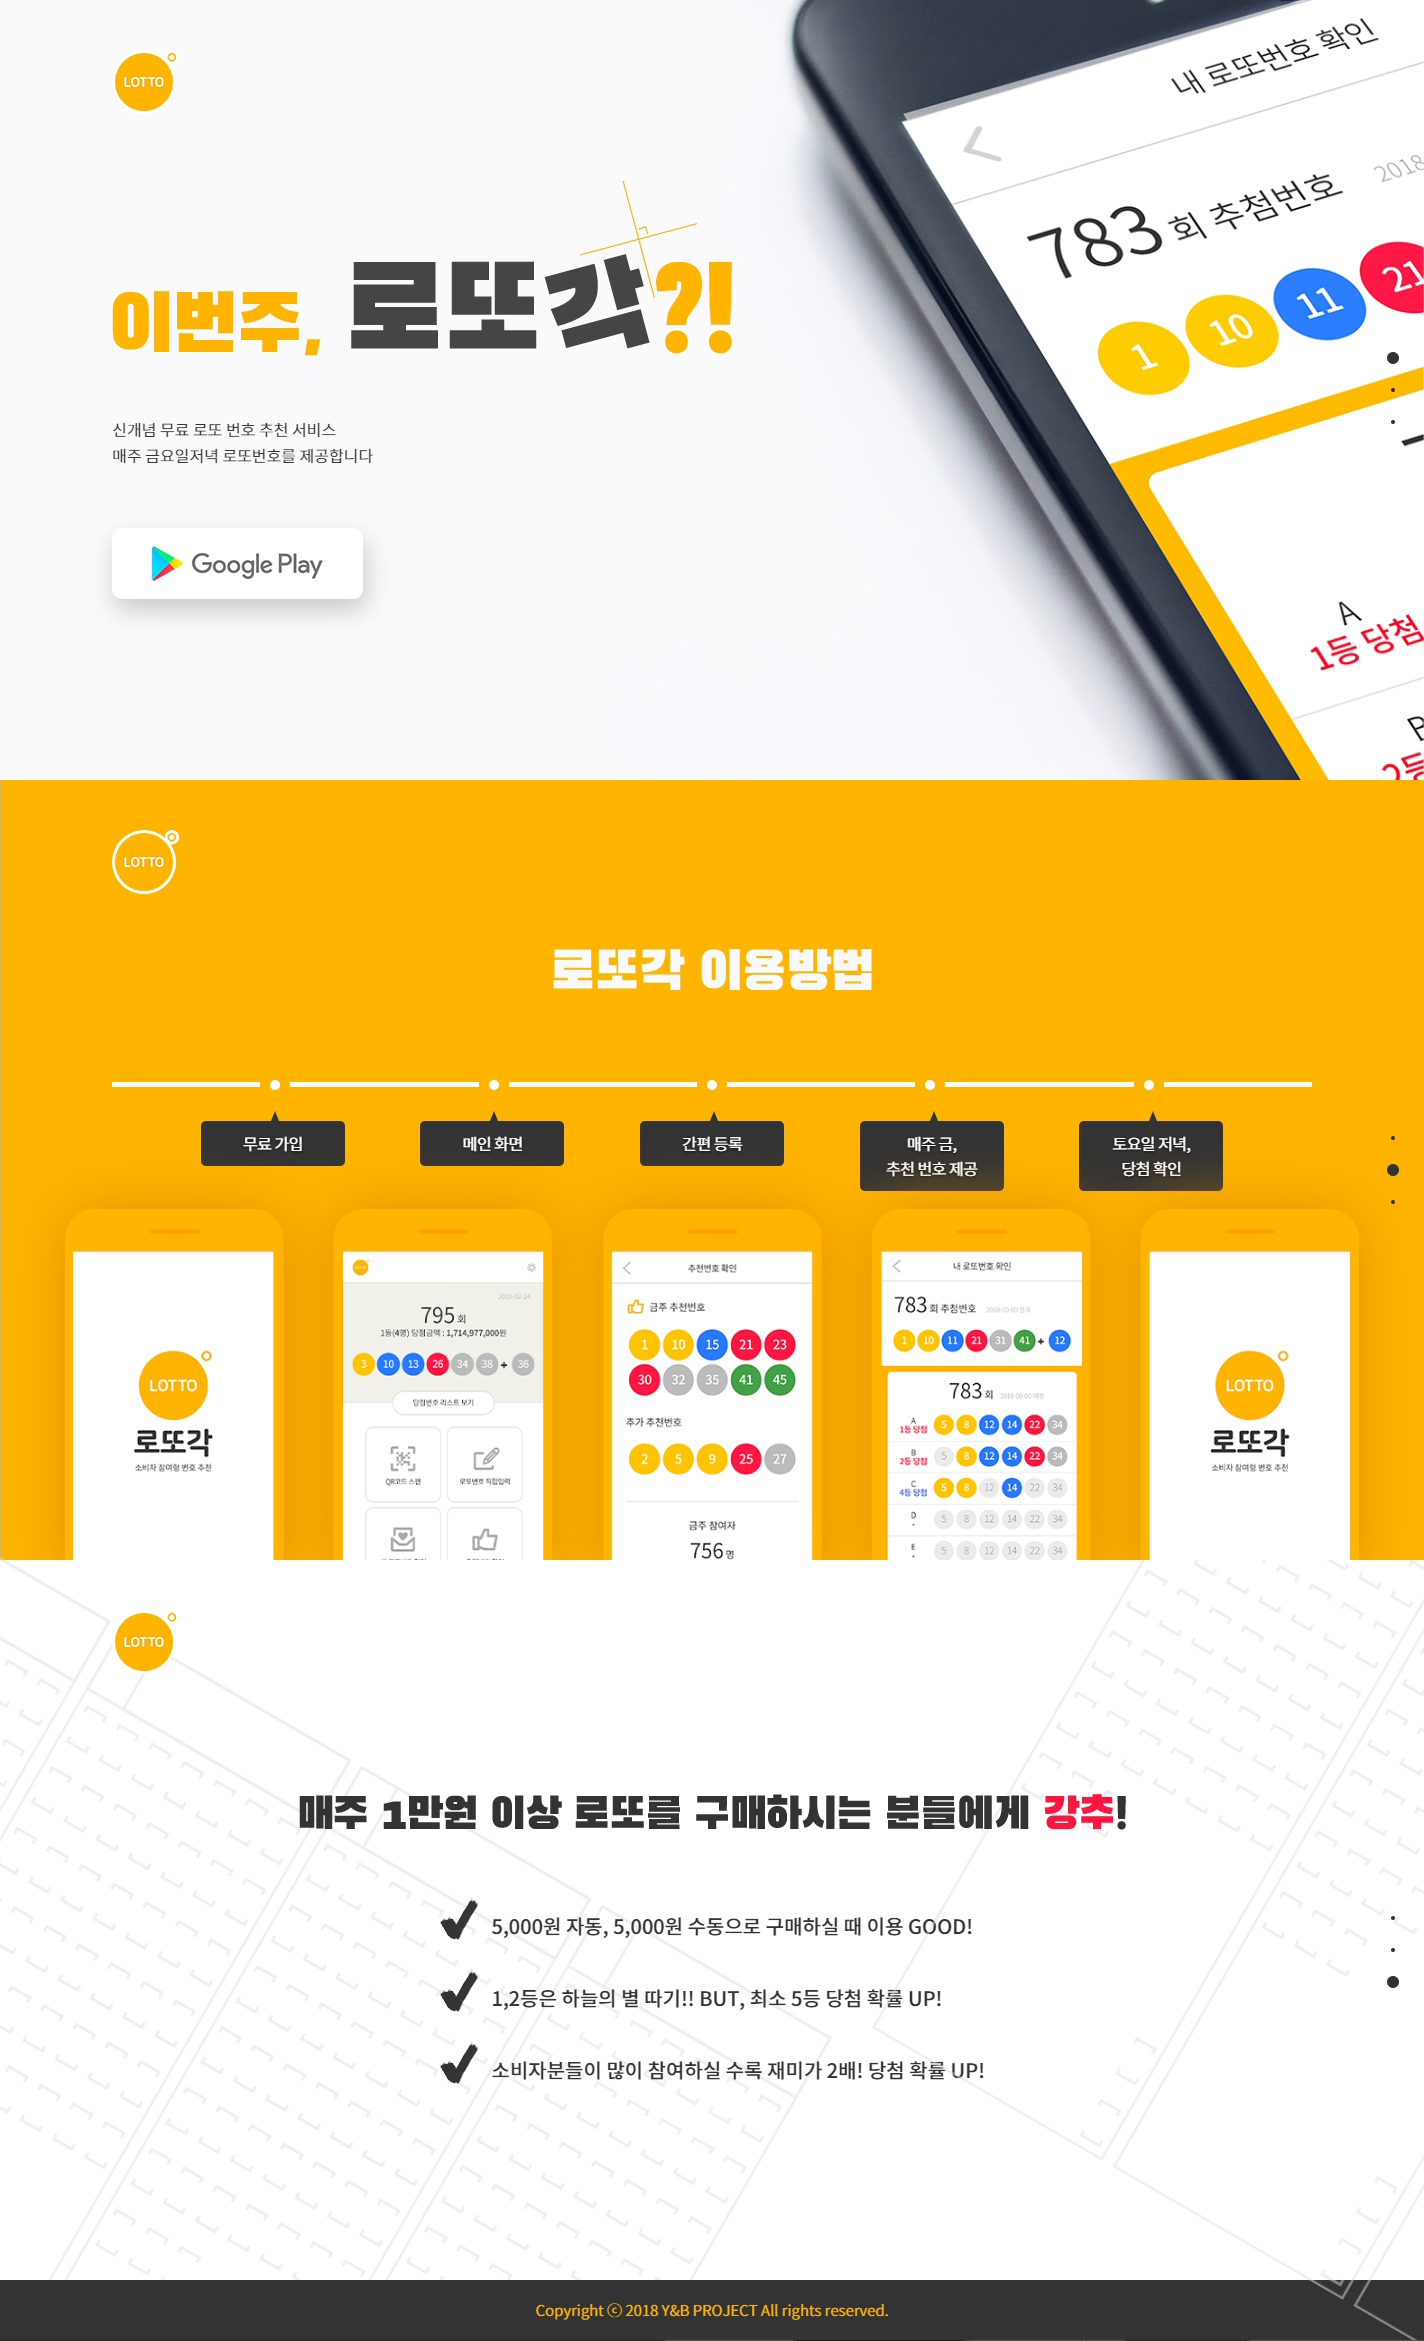 LOTTO
내 로또번호 확인
783 회 추첨번호 2018
1 10 11 21
이번주, 로또각?!
신개념 무료 로또 번호 추천 서비스
매주 금요일저녁 로또번호를 제공합니다
Google Play
A
1등 당첨
2등
LOTTO
로또각 이용방법
무료 가입
메인 화면
간편 등록
매주 금,
추천 번호 제공
토요일 저녁,
당첨 확인
LOTTO
로또각
소비자 참여형 번호 추천
2018-02-24
795 회
1등(4명) 당첨금액 : 1,714,977,000원
3 10 13 26 34 38 + 36
당첨번호 리스트 보기
QR코드 스캔
로또번호 직접입력
추천번호 확인
금주 추천번호
1 10 15 21 23
30 32 35 41 45
추가 추천번호
2 5 9 25 27
금주 참여자
756 명
내 로또번호 확인
783 회 추첨번호
1 10 11 21 31 41 + 12
783 회
A
1등 당첨
5 8 12 14 22 34
B
2등 당첨
5 8 12 14 22 34
C
4등 당첨
5 8 12 14 22 34
D
-
5 8 12 14 22 34
E
5 8 12 14 22 34
LOTTO
로또각
소비자 참여형 번호 추천
LOTTO
매주 1만원 이상 로또를 구매하시는 분들에게 강추!
5,000원 자동, 5,000원 수동으로 구매하실 때 이용 GOOD!
1,2등은 하늘의 별 따기!! BUT, 최소 5등 당첨 확률 UP!
소비자분들이 많이 참여하실 수록 재미가 2배! 당첨 확률 UP!
Copyright ⓒ 2018 Y&B PROJECT All rights reserved.